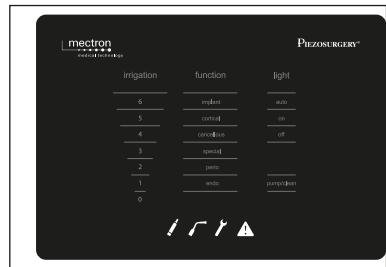 mectron
medical technology
PIEZOSURGERY®
irrigation function light
6 implant auto
5 cortical on
4 cancellous off
3 special
2 perio
1 endo pump/clean
0